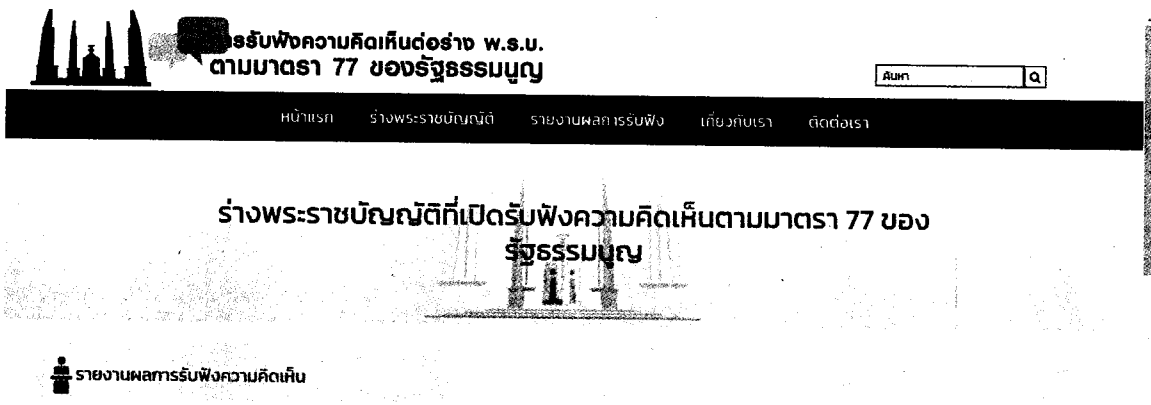 รรับฟังความคิดเห็นต่อร่าง พ.ร.บ.
ตามมาตรา 77 ของรัฐธรรมนูญ
ค้นหา
หน้าแรก ร่างพระราชบัญญัติ รายงานผลการรับฟัง เกี่ยวกับเรา ติดต่อเรา
ร่างพระราชบัญญัติที่เปิดรับฟังความคิดเห็นตามมาตรา 77 ของ
รัฐธรรมนูญ
รายงานผลการรับฟังความคิดเห็น